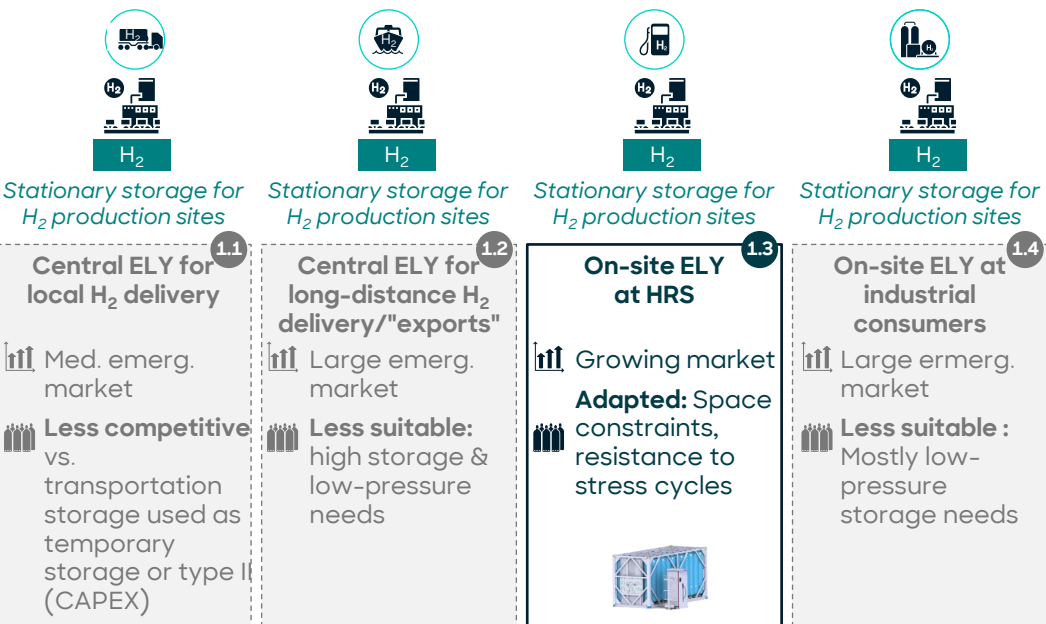 H₂
H₂
H₂
Stationary storage for
H₂ production sites
1.1
Central ELY for
local H₂ delivery
Med. emerg.
market
Less competitive
vs.
transportation
storage used as
temporary
storage or type
(CAPEX)
H₂
H₂
H₂
Stationary storage for
H₂ production sites
1.2
Central ELY for
long-distance H₂
delivery/"exports"
Large emerg.
market
Less suitable:
high storage &
low-pressure
needs
H₂
H₂
H₂
Stationary storage for
H₂ production sites
1.3
On-site ELY
at HRS
Growing market
Adapted: Space
constraints,
resistance to
stress cycles
H₂
H₂
H₂
Stationary storage for
H₂ production sites
1.4
On-site ELY at
industrial
consumers
Large ermerg.
market
Less suitable :
Mostly low-
pressure
storage needs